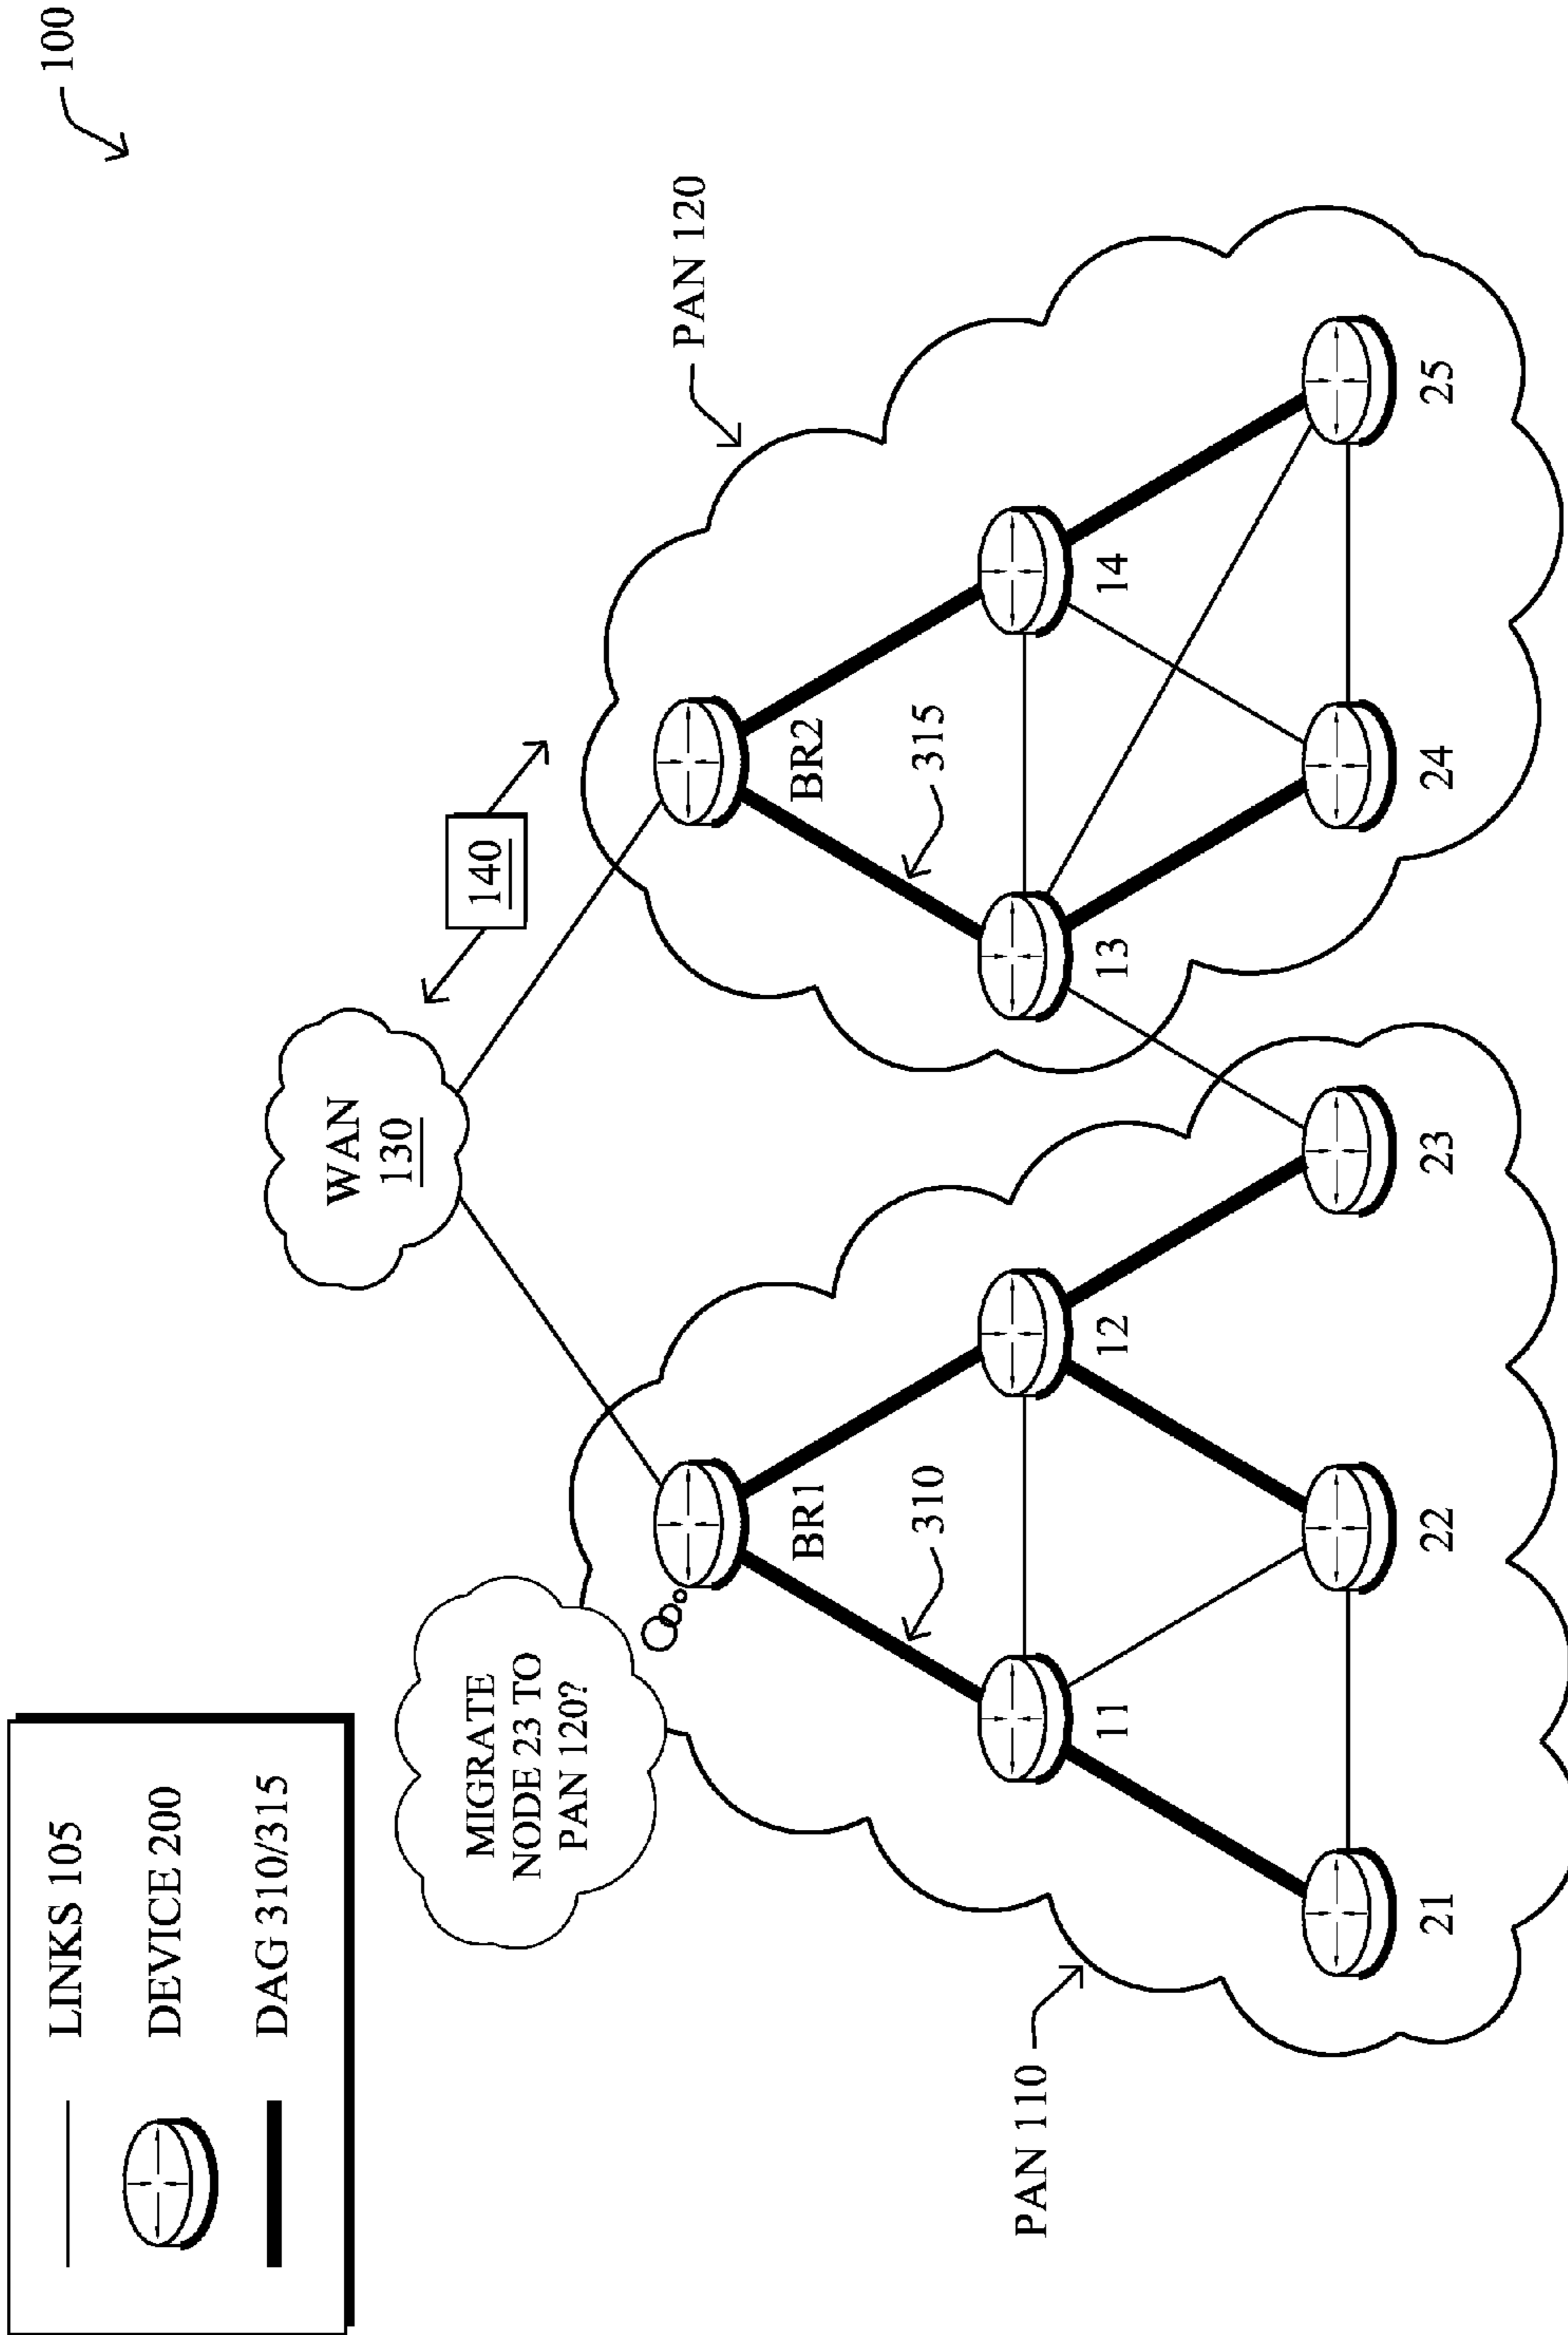 100
LINKS 105
DEVICE 200
DAG 310/315
WAN
130
140
MIGRATE
NODE 23 TO
PAN 120?
PAN 120
BR1
BR2
310
315
11
12
13
14
PAN 110
21
22
23
24
25